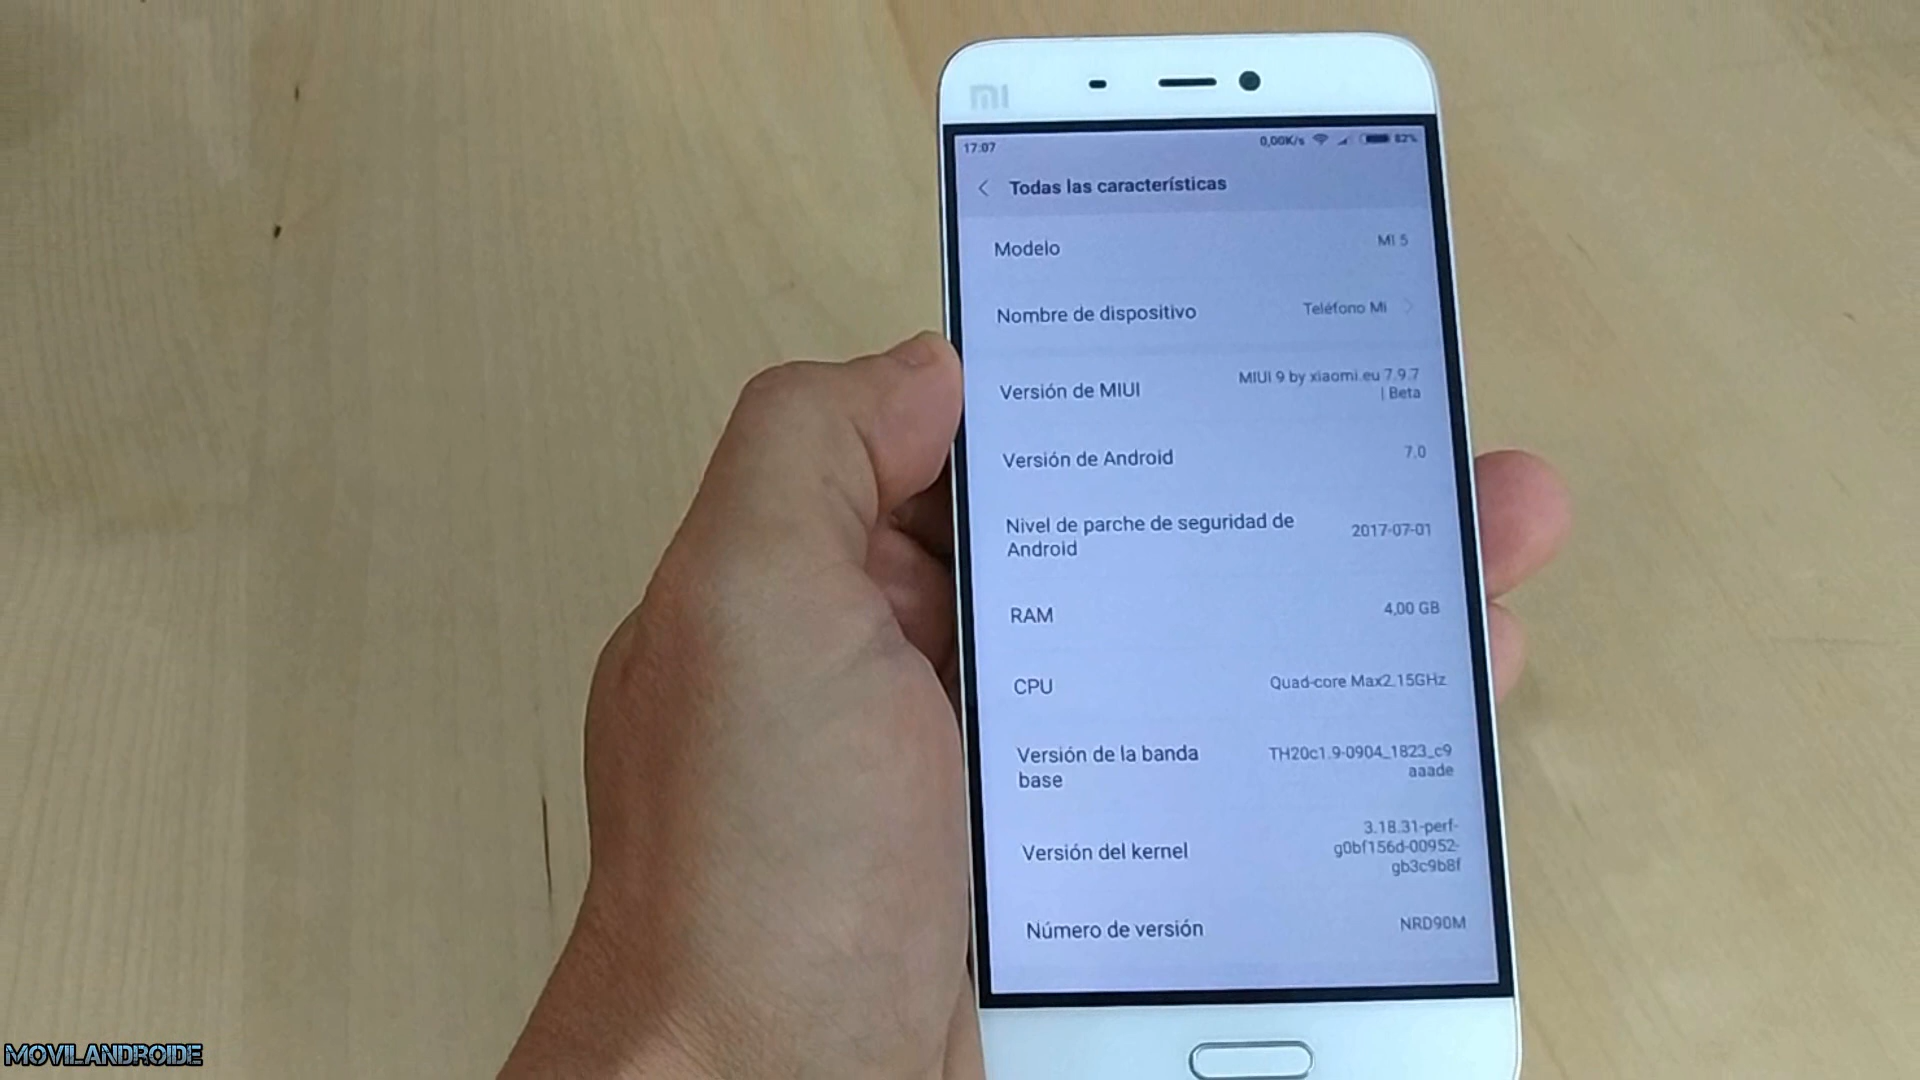 mi
17:07 0,00K/s 82%
Todas las características
Modelo MI 5
Nombre de dispositivo Teléfono Mi
Versión de MIUI MIUI 9 by xiaomi.eu 7.9.7
| Beta
Versión de Android 7.0
Nivel de parche de seguridad de
Android 2017-07-01
RAM 4,00 GB
CPU Quad-core Max2.15GHz
Versión de la banda
base TH20c1.9-0904_1823_c9
aaade
Versión del kernel 3.18.31-perf-
g0bf156d-00952-
gb3c9b8f
Número de versión NRD90M
MOVILANDROIDE